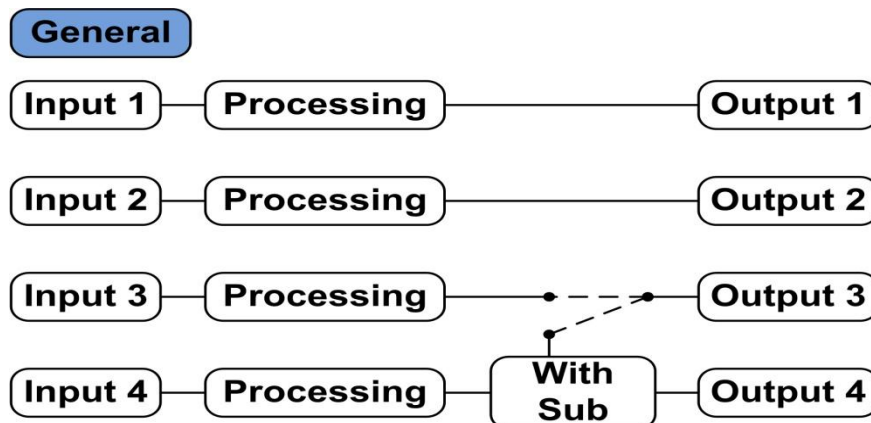 General
Input 1 Processing Output 1
Input 2 Processing Output 2
Input 3 Processing Output 3
Input 4 Processing With Sub Output 4